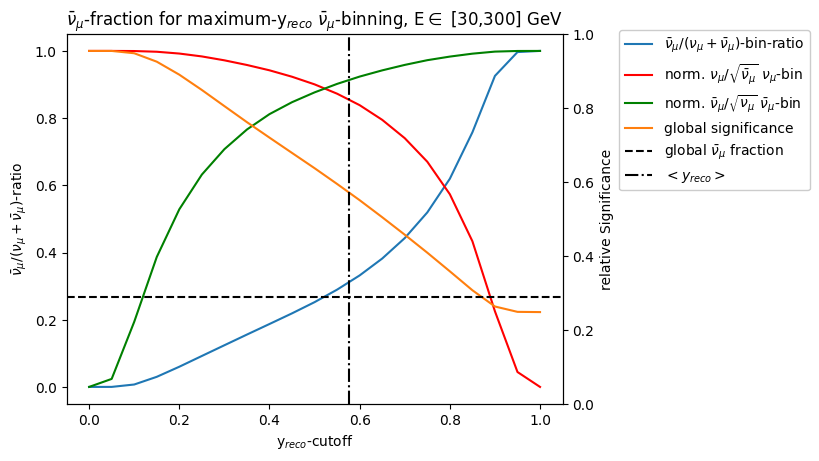 ν̄_μ-fraction for maximum-y_reco ν̄_μ-binning, E ∈ [30,300] GeV
ν̄_μ/(ν_μ + ν̄_μ)-ratio
1.0
0.8
0.6
0.4
0.2
0.0
0.0
0.2
0.4
0.6
0.8
1.0
y_reco-cutoff
1.0
0.8
0.6
0.4
0.2
0.0
relative Significance
ν̄_μ/(ν_μ + ν̄_μ)-bin-ratio
norm. ν_μ/√ν̄_μ ν_μ-bin
norm. ν̄_μ/√ν_μ ν̄_μ-bin
global significance
global ν̄_μ fraction
< y_reco >